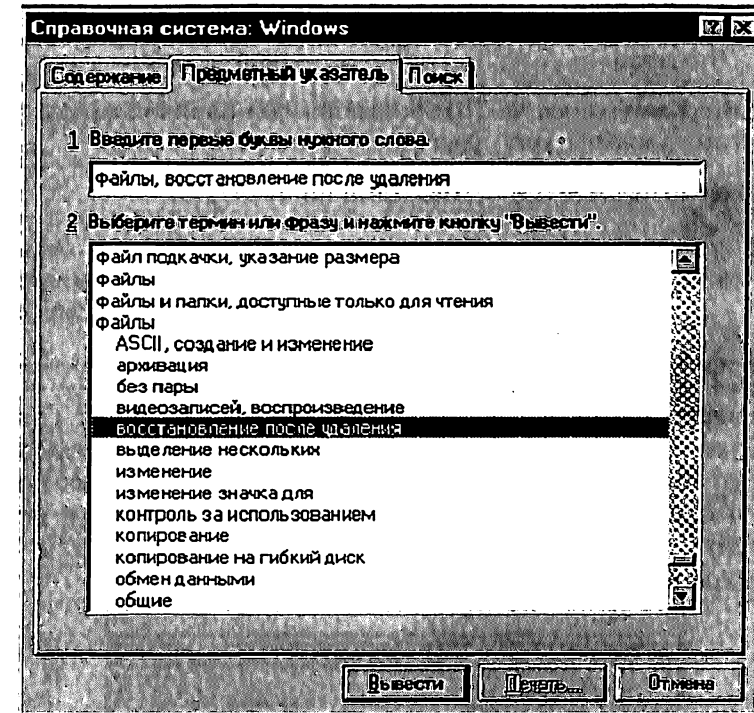 Справочная система: Windows
Содержание Предметный указатель Поиск
1 Введите первые буквы нужного слова.
файлы, восстановление после удаления
2 Выберите термин или фразу и нажмите кнопку "Вывести".
файл подкачки, указание размера
файлы
файлы и папки, доступные только для чтения
файлы
ASCII, создание и изменение
архивация
без пары
видеозаписей, воспроизведение
восстановление после удаления
выделение нескольких
изменение
изменение значка для
контроль за использованием
копирование
копирование на гибкий диск
обмен данными
общие
Вывести Печать... Отмена